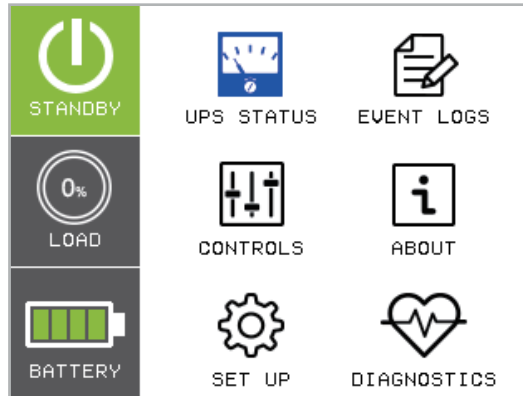 STANDBY
UPS STATUS
EVENT LOGS
0%
LOAD
CONTROLS
i
ABOUT
BATTERY
SET UP
DIAGNOSTICS